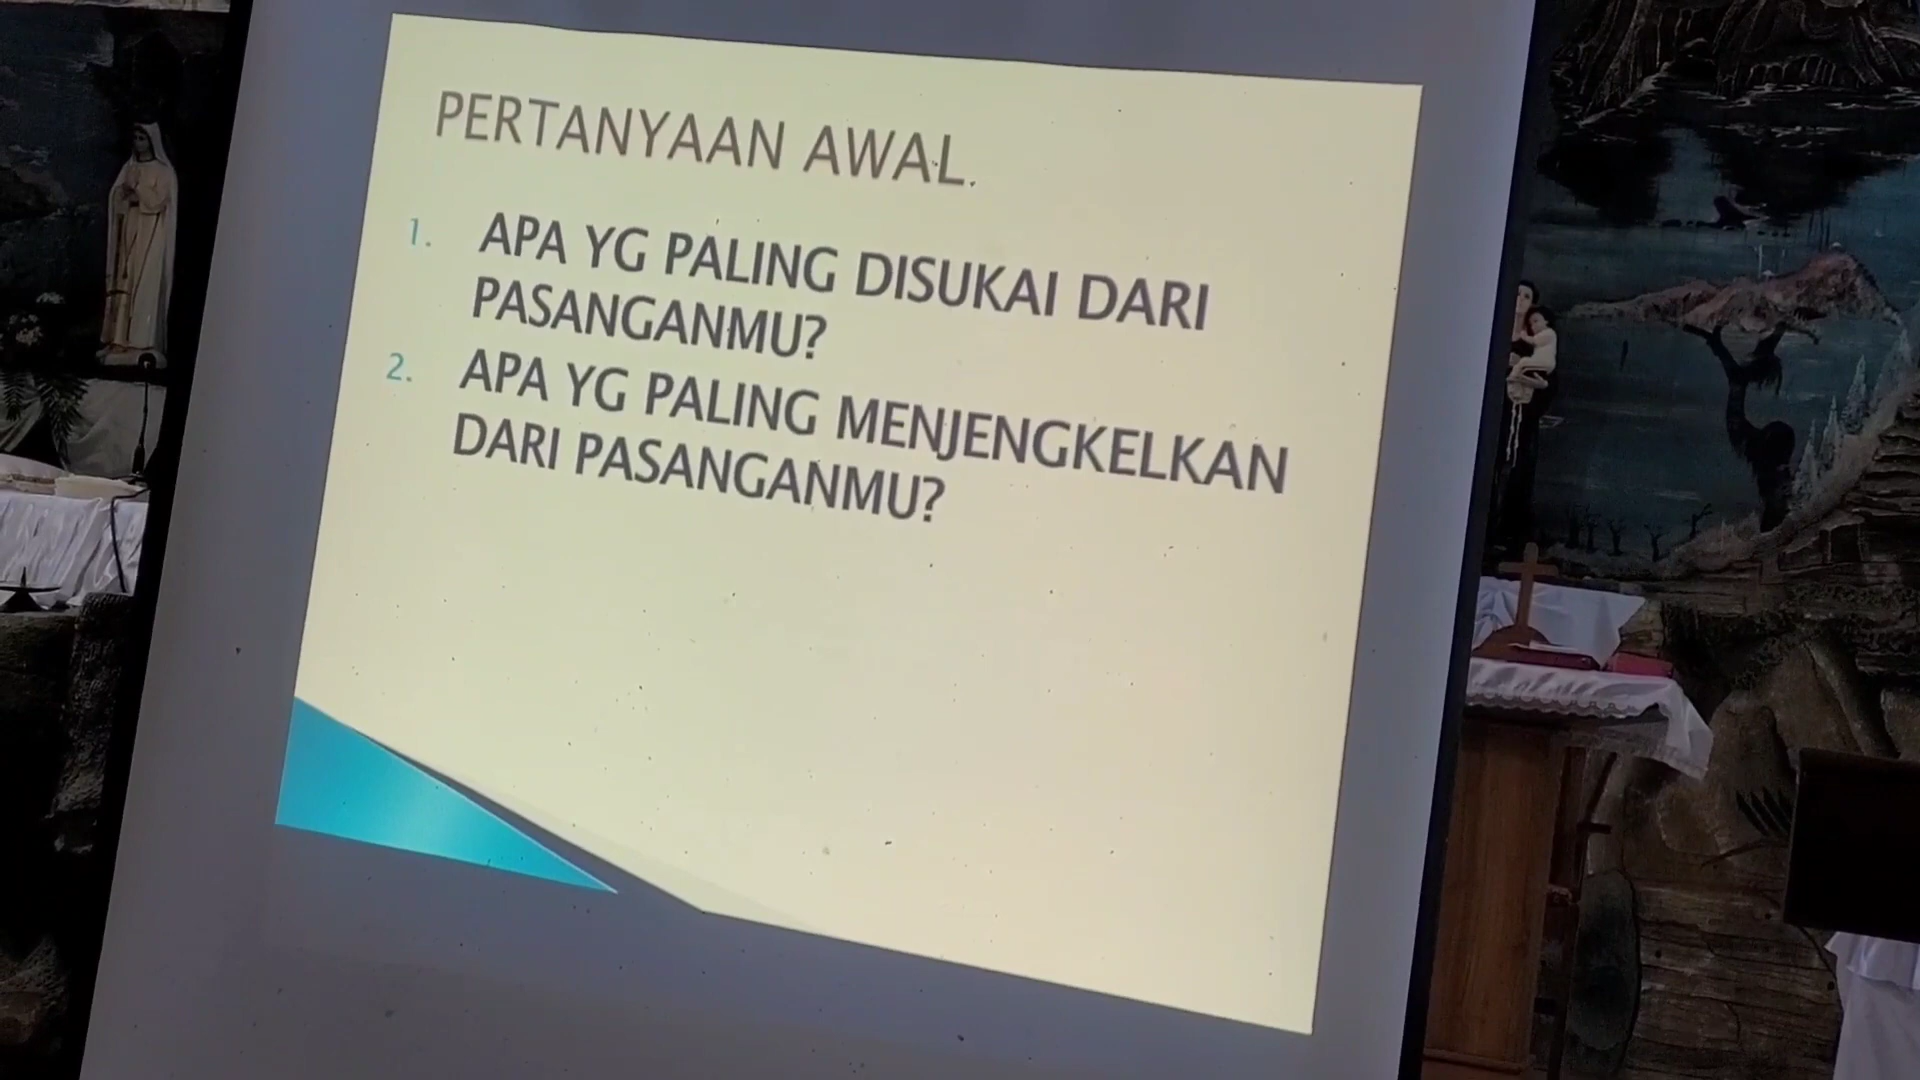 PERTANYAAN AWAL.
1. APA YG PALING DISUKAI DARI
PASANGANMU?
2. APA YG PALING MENJENGKELKAN
DARI PASANGANMU?